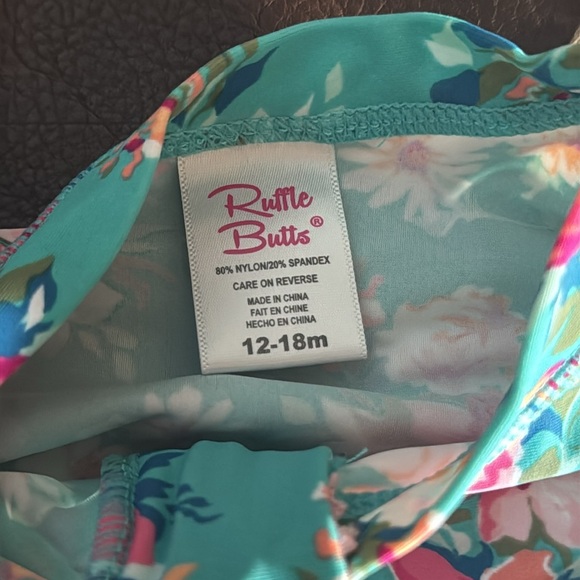 Ruffle
Butts®
80% NYLON/20% SPANDEX
CARE ON REVERSE
MADE IN CHINA
FAIT EN CHINE
HECHO EN CHINA
12-18m